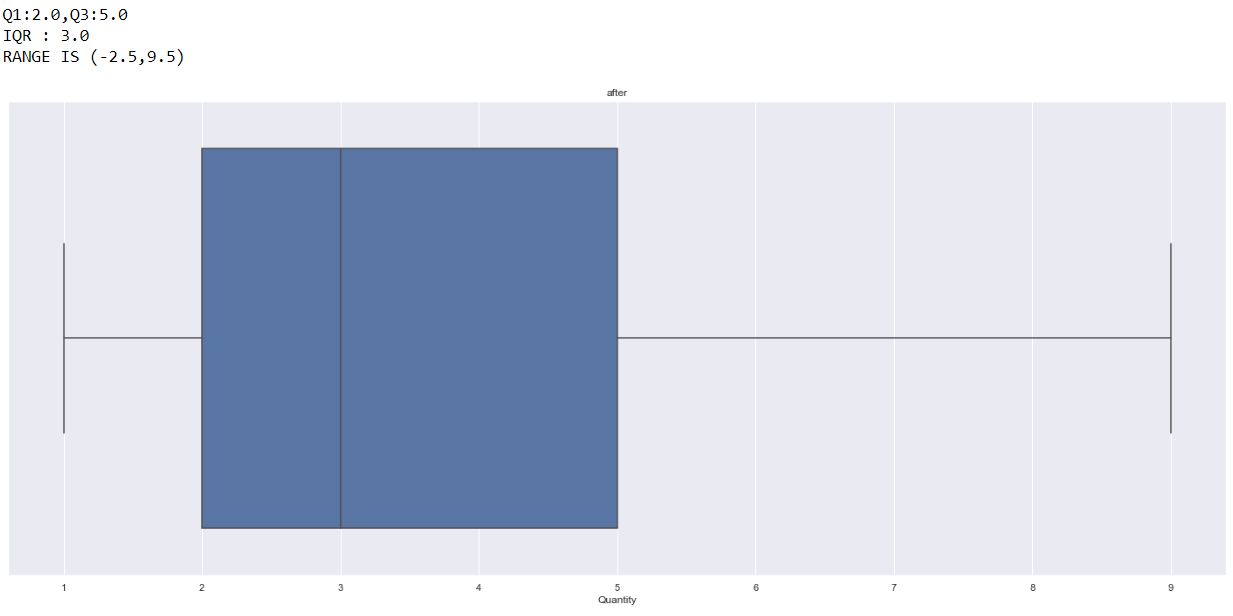 Q1:2.0,Q3:5.0
IQR : 3.0
RANGE IS (-2.5,9.5)
after
1 2 3 4 5 6 7 8 9
Quantity